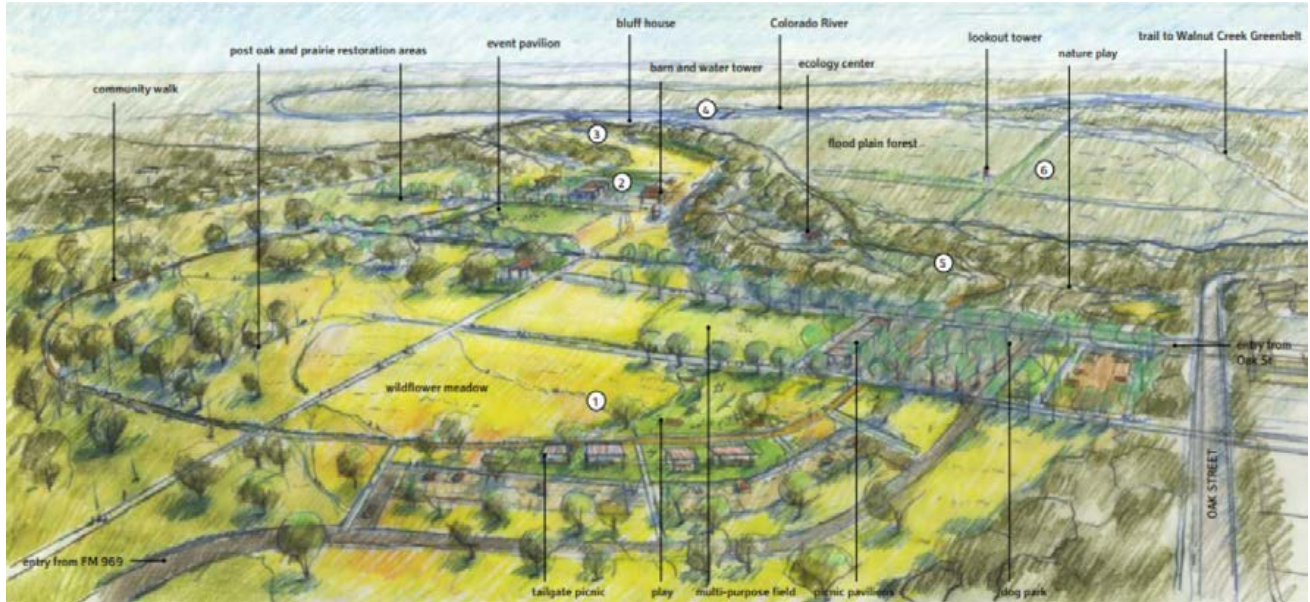 bluff house
Colorado River
lookout tower
trail to Walnut Creek Greenbelt
post oak and prairie restoration areas
event pavilion
barn and water tower
ecology center
nature play
community walk
4
3
flood plain forest
2
6
5
entry from
Oak St
wildflower meadow
1
OAK STREET
entry from FM 969
tailgate picnic
play
multi-purpose field
picnic pavilions
dog park